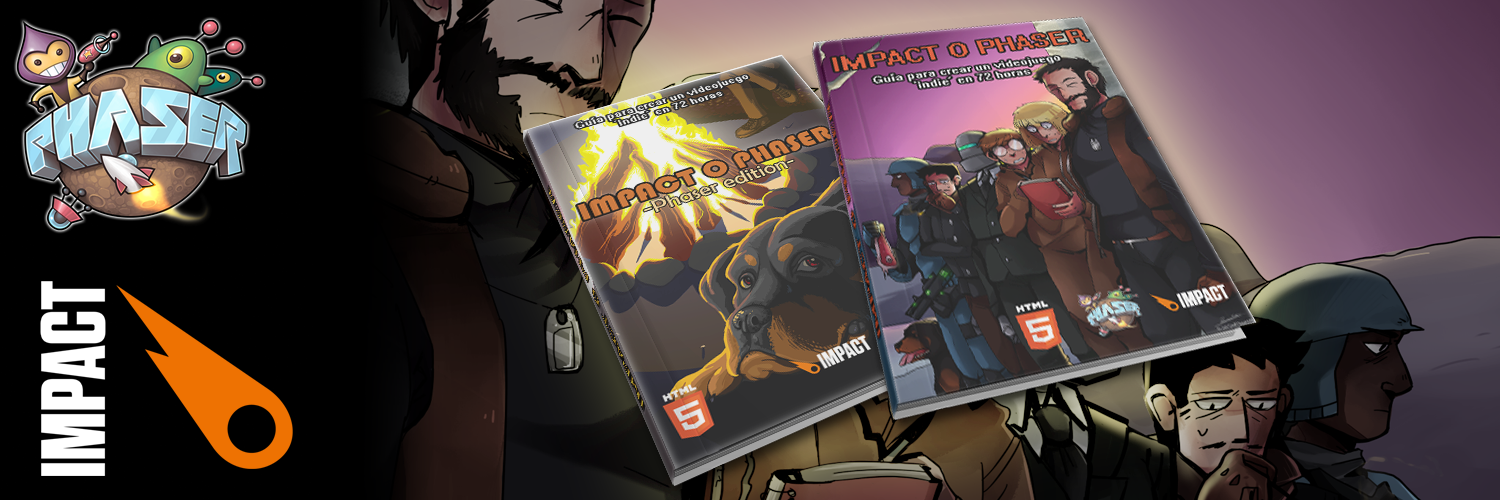 PHASER
IMPACT
Guía para crear un videojuego
indie en 72 horas
IMPACT O PHASER
-Phaser edition-
IMPACT
HTML
5
IMPACT O PHASER
Guía para crear un videojuego
indie en 72 horas
HTML
5
PHASER
IMPACT